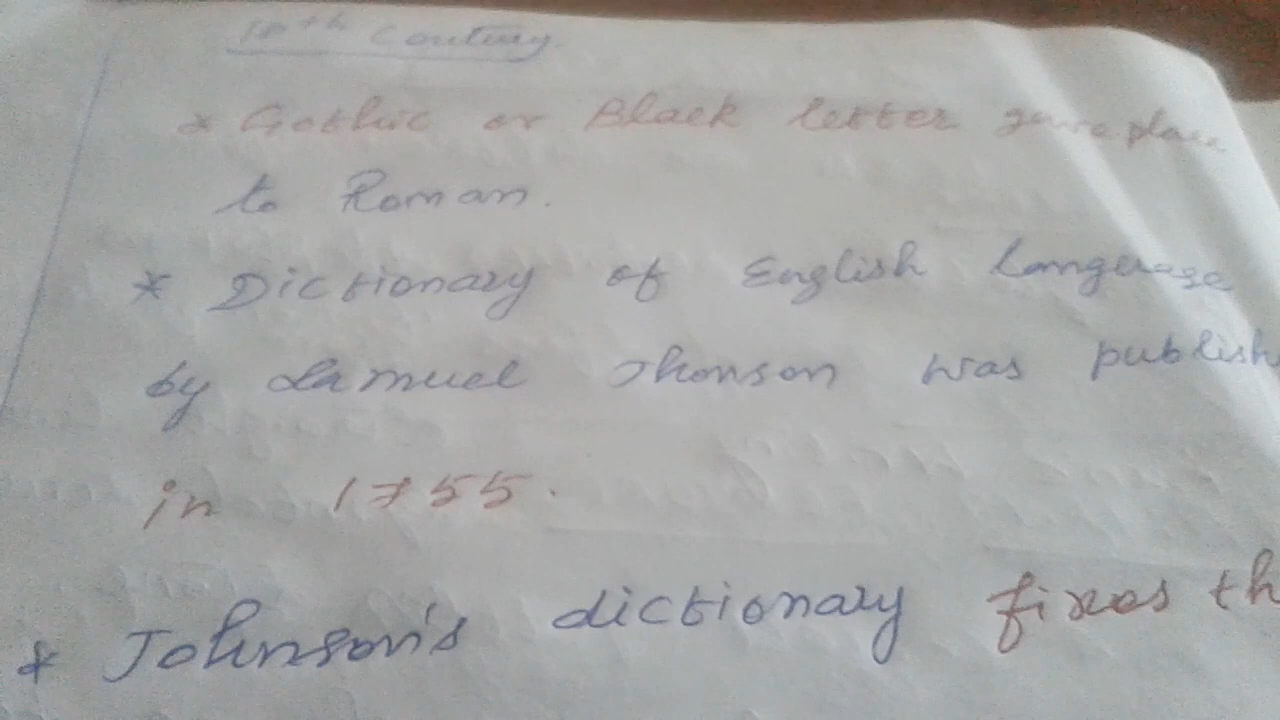 Century.
* Gothic or Black letter gave place
to Roman.
* Dictionary of English Language
by Samuel Jhonson was publish
in 1755.
* Johnson's dictionary fixes th